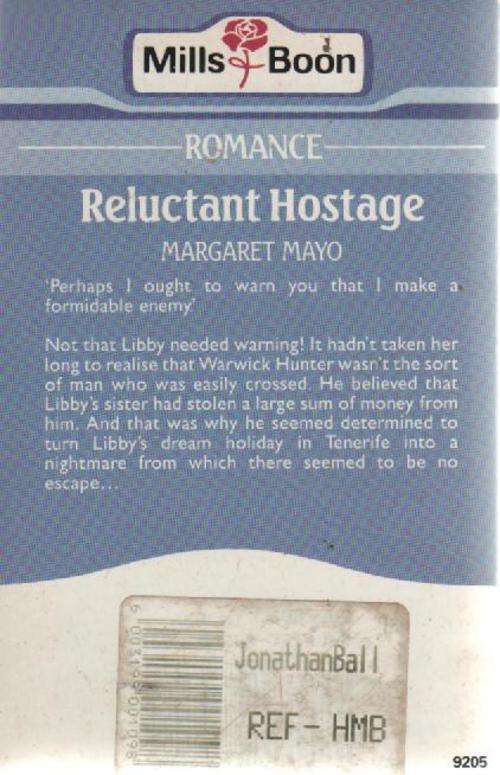 Mills & Boon
ROMANCE
Reluctant Hostage
MARGARET MAYO
'Perhaps I ought to warn you that I make a
formidable enemy.'
Not that Libby needed warning! It hadn't taken her
long to realise that Warwick Hunter wasn't the sort
of man who was easily crossed. He believed that
Libby's sister had stolen a large sum of money from
him. And that was why he seemed determined to
turn Libby's dream holiday in Tenerife into a
nightmare from which there seemed to be no
escape...
JonathanBall
REF- HMB
9205